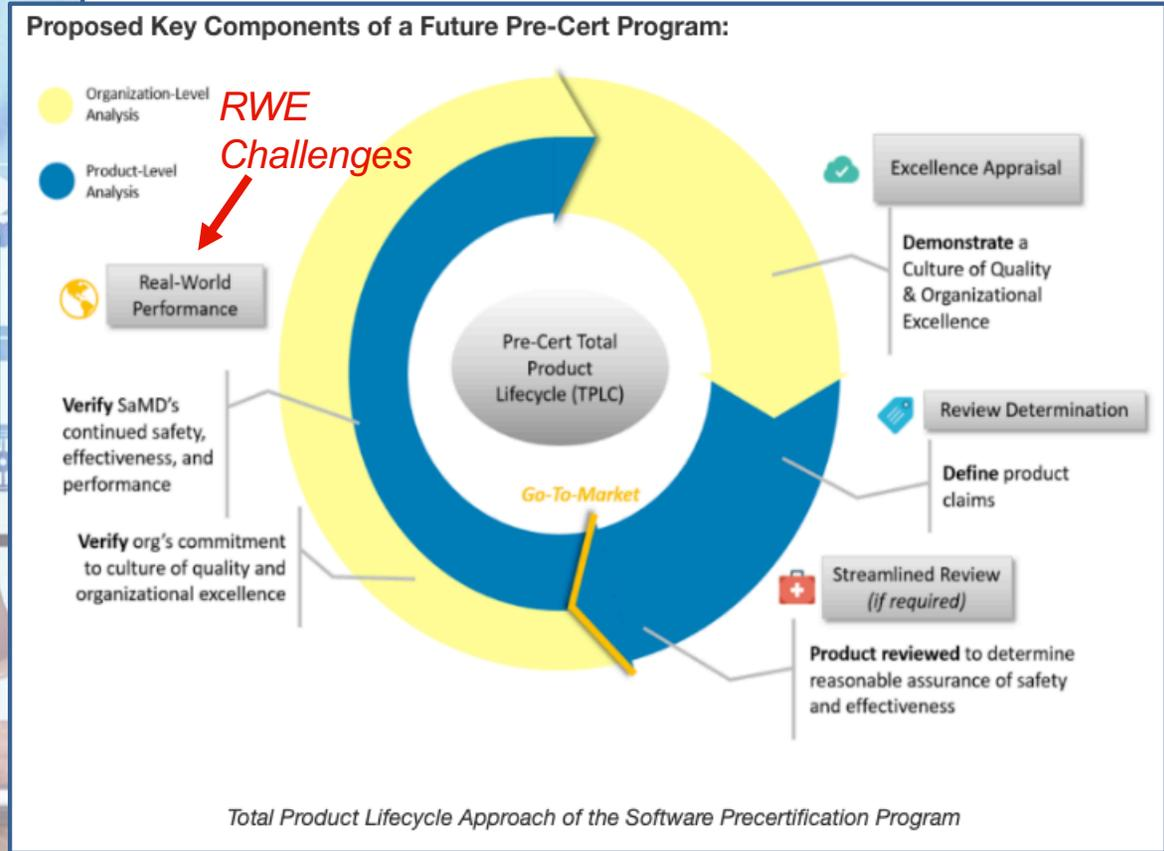 Proposed Key Components of a Future Pre-Cert Program:
Organization-Level
Analysis
Product-Level
Analysis
RWE
Challenges
Real-World
Performance
Verify SaMD's
continued safety,
effectiveness, and
performance
Verify org's commitment
to culture of quality and
organizational excellence
Pre-Cert Total
Product
Lifecycle (TPLC)
Go-To-Market
Excellence Appraisal
Demonstrate a
Culture of Quality
& Organizational
Excellence
Review Determination
Define product
claims
Streamlined Review
(if required)
Product reviewed to determine
reasonable assurance of safety
and effectiveness
Total Product Lifecycle Approach of the Software Precertification Program